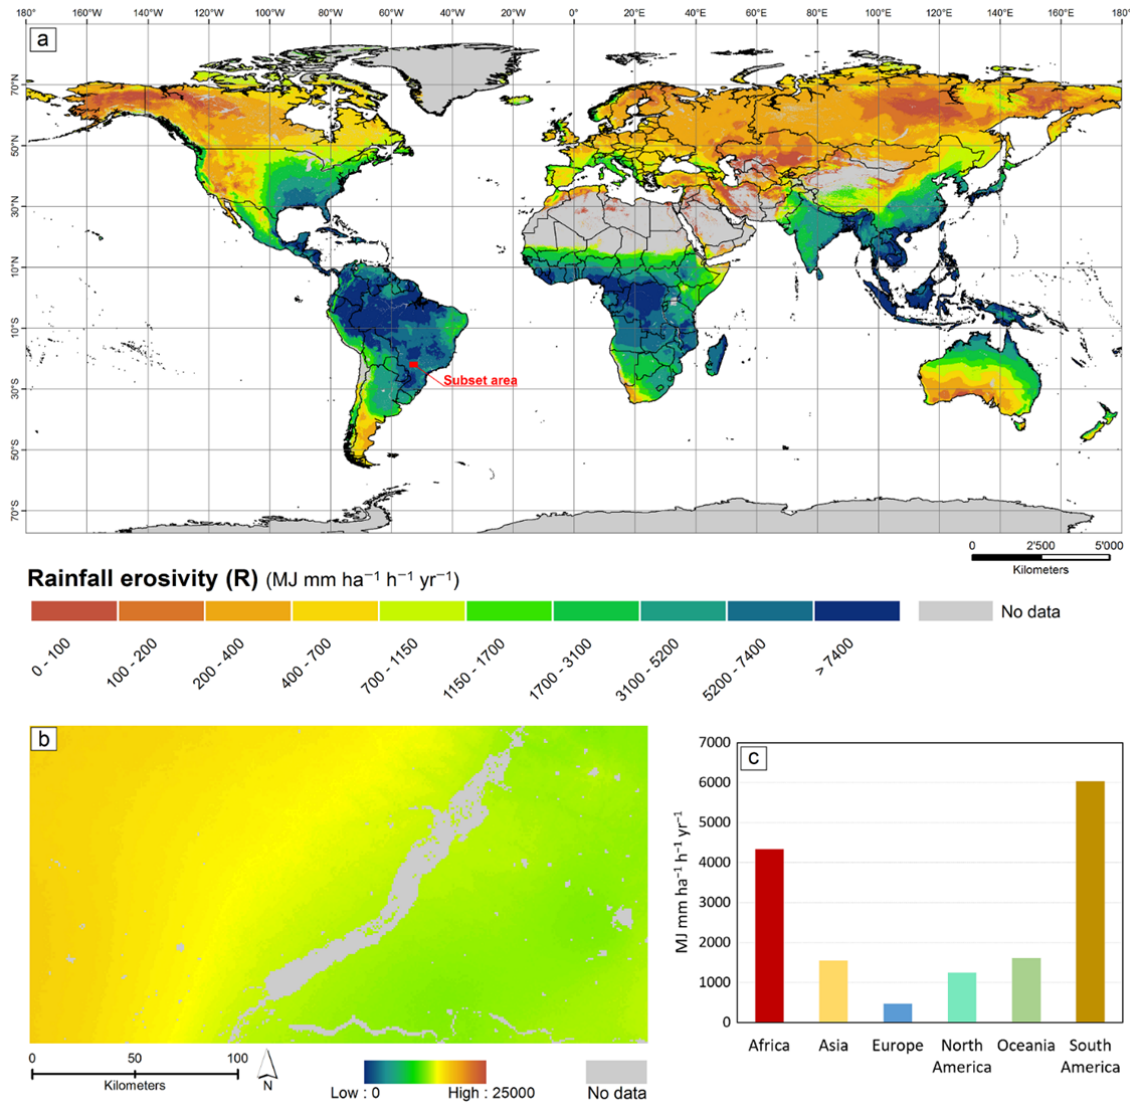 180° 160°W 140°W 120°W 100°W 80°W 60°W 40°W 20°W 0° 20°E 40°E 60°E 80°E 100°E 120°E 140°E 160°E 180°
a
70°N
50°N
30°N
10°N
10°S
30°S
50°S
70°S
Subset area
0 2'500 5'000
Kilometers
Rainfall erosivity (R) (MJ mm ha⁻¹ h⁻¹ yr⁻¹)
No data
0 - 100
100 - 200
200 - 400
400 - 700
700 - 1150
1150 - 1700
1700 - 3100
3100 - 5200
5200 - 7400
> 7400
b
0 50 100
Kilometers
N
Low : 0 High : 25000
No data
c
MJ mm ha⁻¹ h⁻¹ yr⁻¹
7000
6000
5000
4000
3000
2000
1000
0
Africa Asia Europe North America Oceania South America